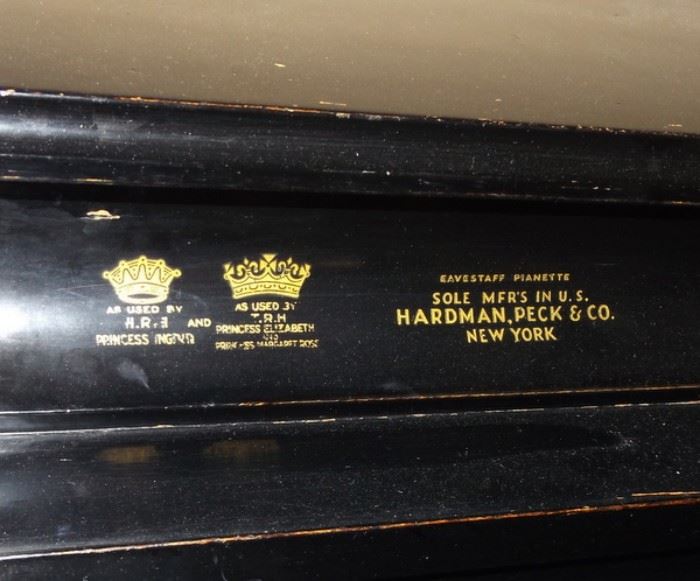 AS USED BY
PRINCESS
AND
AS USED BY
T.R.H
PRINCESS ELIZABETH
AND
PRINCESS MARGARET ROSE
EAVESTAFF PIANETTE
SOLE MFR'S IN U.S.
HARDMAN, PECK & CO.
NEW YORK